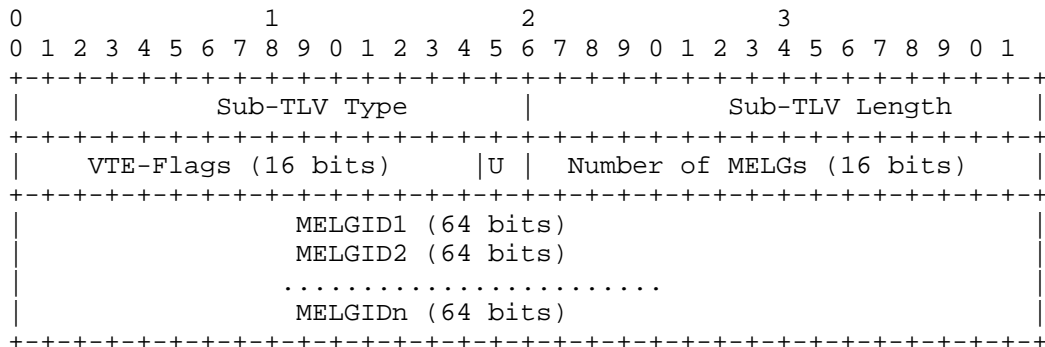 0                   1                   2                   3
0 1 2 3 4 5 6 7 8 9 0 1 2 3 4 5 6 7 8 9 0 1 2 3 4 5 6 7 8 9 0 1
+-+-+-+-+-+-+-+-+-+-+-+-+-+-+-+-+-+-+-+-+-+-+-+-+-+-+-+-+-+-+-+-+
|            Sub-TLV Type       |            Sub-TLV Length     |
+-+-+-+-+-+-+-+-+-+-+-+-+-+-+-+-+-+-+-+-+-+-+-+-+-+-+-+-+-+-+-+-+
|    VTE-Flags (16 bits)     |U |  Number of MELGs (16 bits)    |
+-+-+-+-+-+-+-+-+-+-+-+-+-+-+-+-+-+-+-+-+-+-+-+-+-+-+-+-+-+-+-+-+
|                 MELGID1 (64 bits)                             |
|                 MELGID2 (64 bits)                             |
|                ........................                       |
|                 MELGIDn (64 bits)                             |
+-+-+-+-+-+-+-+-+-+-+-+-+-+-+-+-+-+-+-+-+-+-+-+-+-+-+-+-+-+-+-+-+